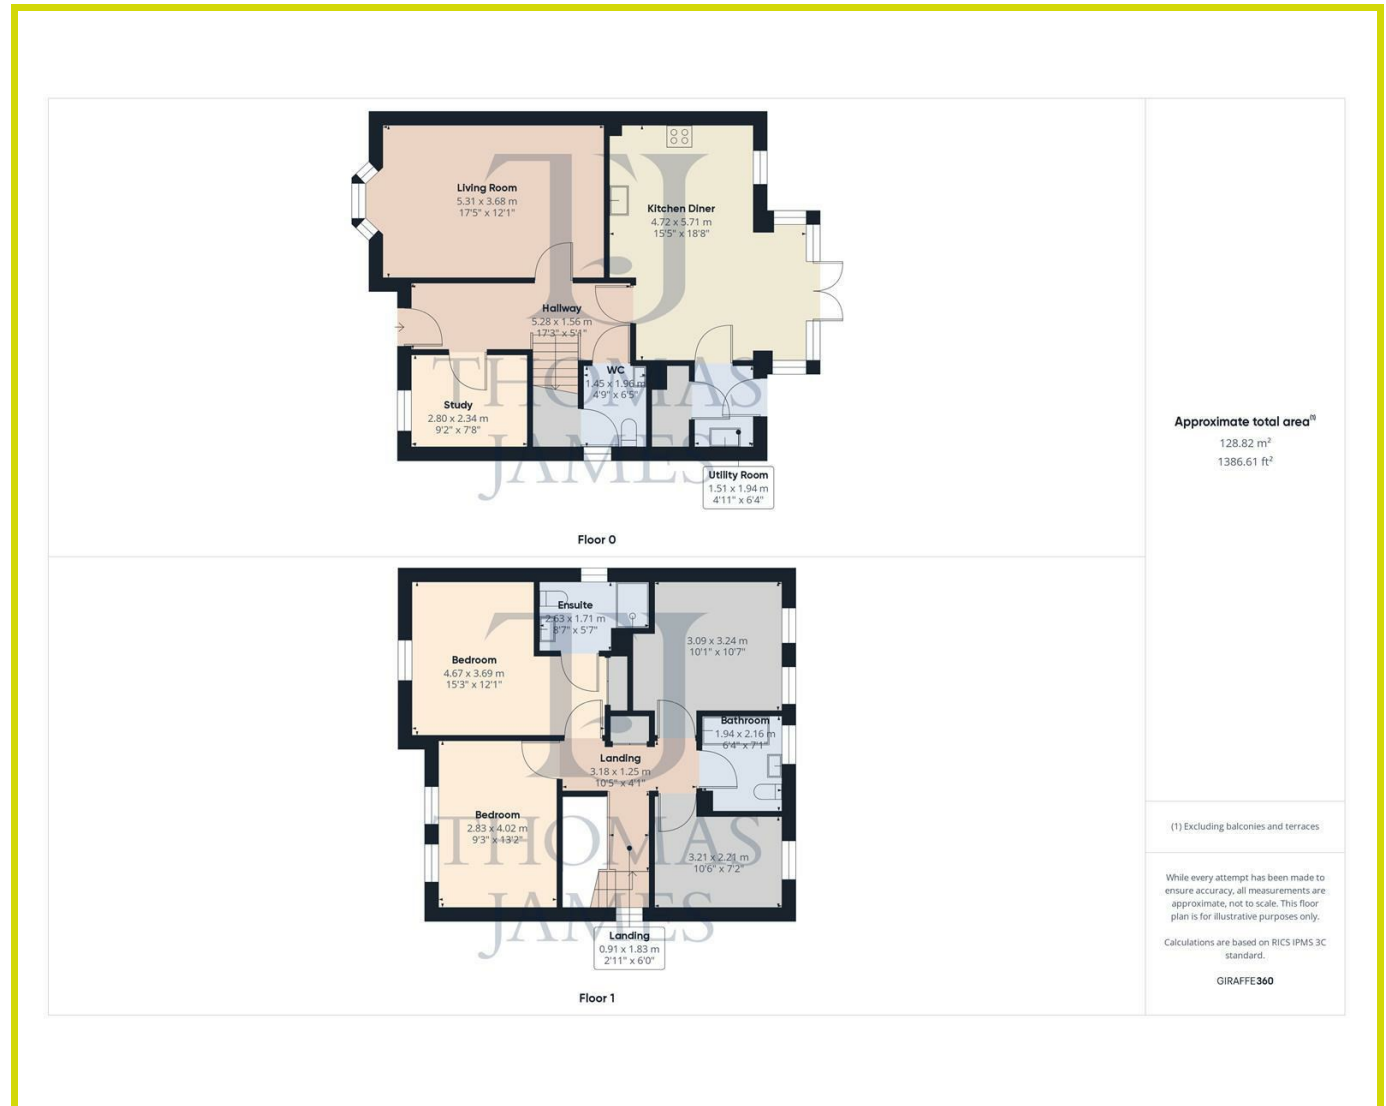 Living Room
5.31 x 3.68 m
17'5" x 12'1"
Kitchen Diner
4.72 x 5.71 m
15'5" x 18'8"
Hallway
5.28 x 1.56 m
17'3" x 5'1"
WC
1.45 x 1.96 m
4'9" x 6'5"
Study
2.80 x 2.34 m
9'2" x 7'8"
Utility Room
1.51 x 1.94 m
4'11" x 6'4"
TJ
THOMAS
JAMES
Floor 0
Ensuite
2.63 x 1.71 m
8'7" x 5'7"
3.09 x 3.24 m
10'1" x 10'7"
Bedroom
4.67 x 3.69 m
15'3" x 12'1"
Bathroom
1.94 x 2.16 m
6'4" x 7'1"
Landing
3.18 x 1.25 m
10'5" x 4'1"
Bedroom
2.83 x 4.02 m
9'3" x 13'2"
3.21 x 2.21 m
10'6" x 7'2"
Landing
0.91 x 1.83 m
2'11" x 6'0"
TJ
THOMAS
JAMES
Floor 1
Approximate total area(1)
128.82 m²
1386.61 ft²
(1) Excluding balconies and terraces
While every attempt has been made to
ensure accuracy, all measurements are
approximate, not to scale. This floor
plan is for illustrative purposes only.
Calculations are based on RICS IPMS 3C
standard.
GIRAFFE360